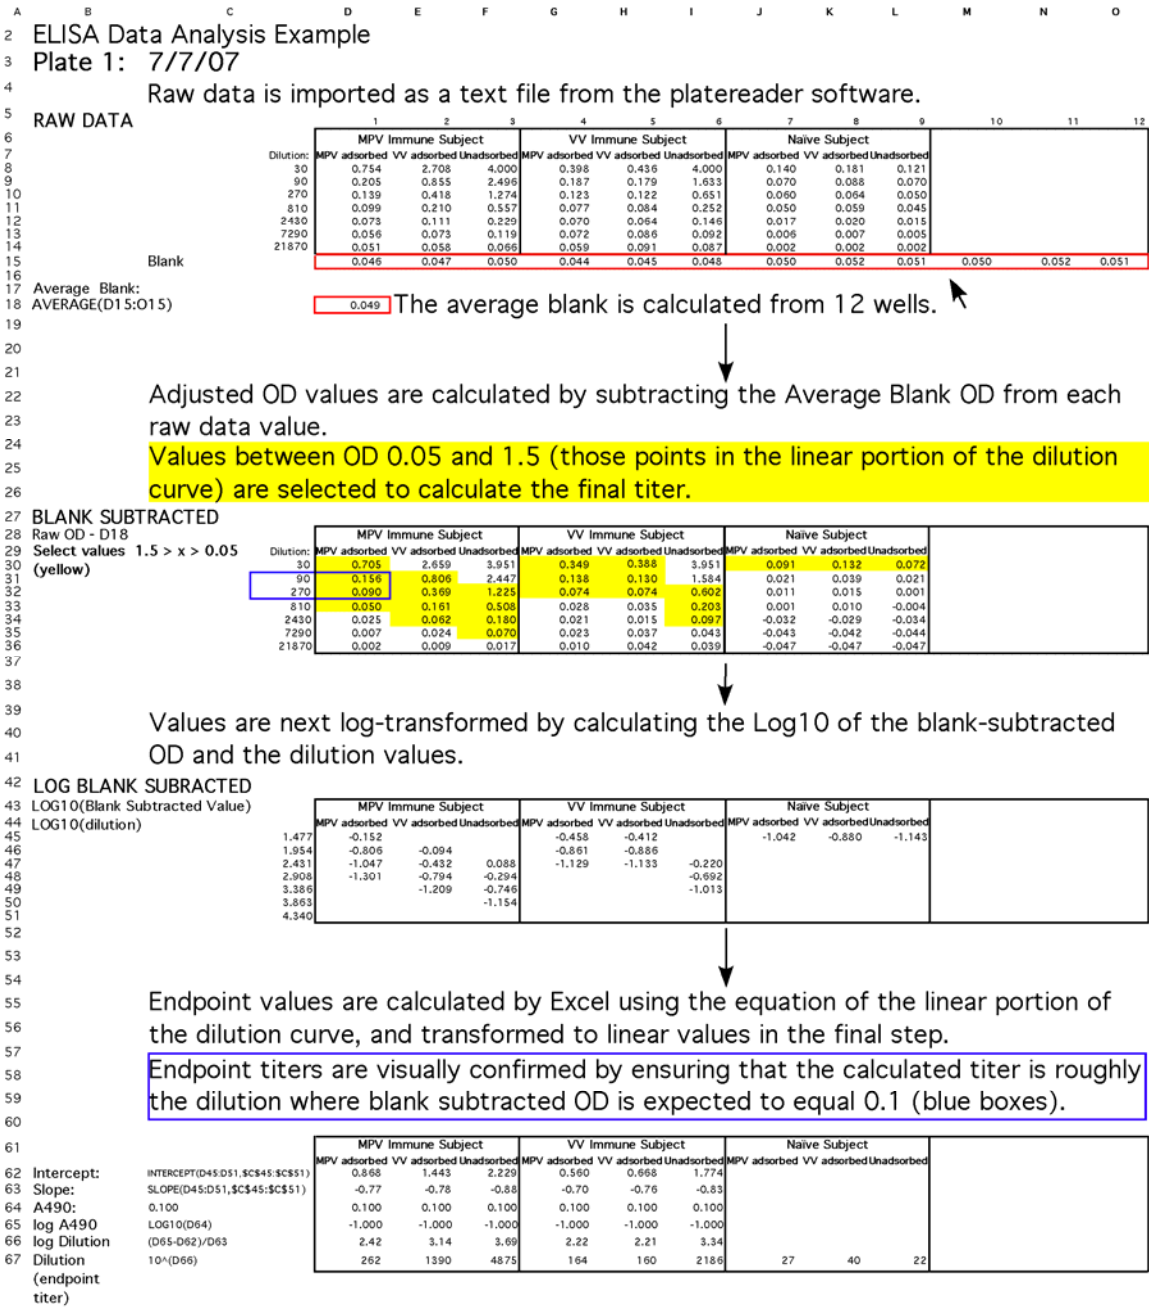 A B C D E F G H I J K L M N O
2 ELISA Data Analysis Example
3 Plate 1: 7/7/07
4 Raw data is imported as a text file from the platereader software.
5 RAW DATA 1 2 3 4 5 6 7 8 9 10 11 12
6 MPV Immune Subject VV Immune Subject Naïve Subject
7 Dilution: MPV adsorbed VV adsorbed Unadsorbed MPV adsorbed VV adsorbed Unadsorbed MPV adsorbed VV adsorbed Unadsorbed
8 30 0.754 2.708 4.000 0.398 0.436 4.000 0.140 0.181 0.121
9 90 0.205 0.855 2.496 0.187 0.179 1.633 0.070 0.088 0.070
10 270 0.139 0.418 1.274 0.123 0.122 0.651 0.060 0.064 0.050
11 810 0.099 0.210 0.557 0.077 0.084 0.252 0.050 0.059 0.045
12 2430 0.073 0.111 0.229 0.070 0.064 0.146 0.017 0.020 0.015
13 7290 0.056 0.073 0.119 0.072 0.086 0.092 0.006 0.007 0.005
14 21870 0.051 0.058 0.066 0.059 0.091 0.087 0.002 0.002 0.002
15 Blank 0.046 0.047 0.050 0.044 0.045 0.048 0.050 0.052 0.051 0.050 0.052 0.051
16
17 Average Blank:
18 AVERAGE(D15:O15) 0.049 The average blank is calculated from 12 wells.
19
20
21
22 Adjusted OD values are calculated by subtracting the Average Blank OD from each
23 raw data value.
24 Values between OD 0.05 and 1.5 (those points in the linear portion of the dilution
25
26 curve) are selected to calculate the final titer.
27 BLANK SUBTRACTED
28 Raw OD - D18 MPV Immune Subject VV Immune Subject Naïve Subject
29 Select values 1.5 > x > 0.05 Dilution: MPV adsorbed VV adsorbed Unadsorbed MPV adsorbed VV adsorbed Unadsorbed MPV adsorbed VV adsorbed Unadsorbed
30 (yellow) 30 0.705 2.659 3.951 0.349 0.388 3.951 0.091 0.132 0.072
31 90 0.156 0.806 2.447 0.138 0.130 1.584 0.021 0.039 0.021
32 270 0.090 0.369 1.225 0.074 0.074 0.602 0.011 0.015 0.001
33 810 0.050 0.161 0.508 0.028 0.035 0.203 0.001 0.010 -0.004
34 2430 0.025 0.062 0.180 0.021 0.015 0.097 -0.032 -0.029 -0.034
35 7290 0.007 0.024 0.070 0.023 0.037 0.043 -0.043 -0.042 -0.044
36 21870 0.002 0.009 0.017 0.010 0.042 0.039 -0.047 -0.047 -0.047
37
38
39 Values are next log-transformed by calculating the Log10 of the blank-subtracted
40
41 OD and the dilution values.
42 LOG BLANK SUBRACTED
43 LOG10(Blank Subtracted Value) MPV Immune Subject VV Immune Subject Naïve Subject
44 LOG10(dilution) MPV adsorbed VV adsorbed Unadsorbed MPV adsorbed VV adsorbed Unadsorbed MPV adsorbed VV adsorbed Unadsorbed
45 1.477 -0.152 -0.458 -0.412 -1.042 -0.880 -1.143
46 1.954 -0.806 -0.094 -0.861 -0.886
47 2.431 -1.047 -0.432 0.088 -1.129 -1.133 -0.220
48 2.908 -1.301 -0.794 -0.294 -0.692
49 3.386 -1.209 -0.746 -1.013
50 3.863 -1.154
51 4.340
52
53
54
55 Endpoint values are calculated by Excel using the equation of the linear portion of
56 the dilution curve, and transformed to linear values in the final step.
57
58 Endpoint titers are visually confirmed by ensuring that the calculated titer is roughly
59 the dilution where blank subtracted OD is expected to equal 0.1 (blue boxes).
60
61 MPV Immune Subject VV Immune Subject Naïve Subject
MPV adsorbed VV adsorbed Unadsorbed MPV adsorbed VV adsorbed Unadsorbed MPV adsorbed VV adsorbed Unadsorbed
62 Intercept: INTERCEPT(D45:D51,$C$45:$C$51) 0.868 1.443 2.229 0.560 0.668 1.774
63 Slope: SLOPE(D45:D51,$C$45:$C$51) -0.77 -0.78 -0.88 -0.70 -0.76 -0.83
64 A490: 0.100 0.100 0.100 0.100 0.100 0.100 0.100
65 log A490 LOG10(D64) -1.000 -1.000 -1.000 -1.000 -1.000 -1.000
66 log Dilution (D65-D62)/D63 2.42 3.14 3.69 2.22 2.21 3.34
67 Dilution 10^(D66) 262 1390 4875 164 160 2186 27 40 22
(endpoint
titer)